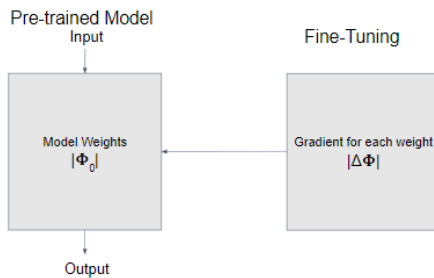 Pre-trained Model
Input
Fine-Tuning
Model Weights
|Φ₀|
Gradient for each weight
|ΔΦ|
Output